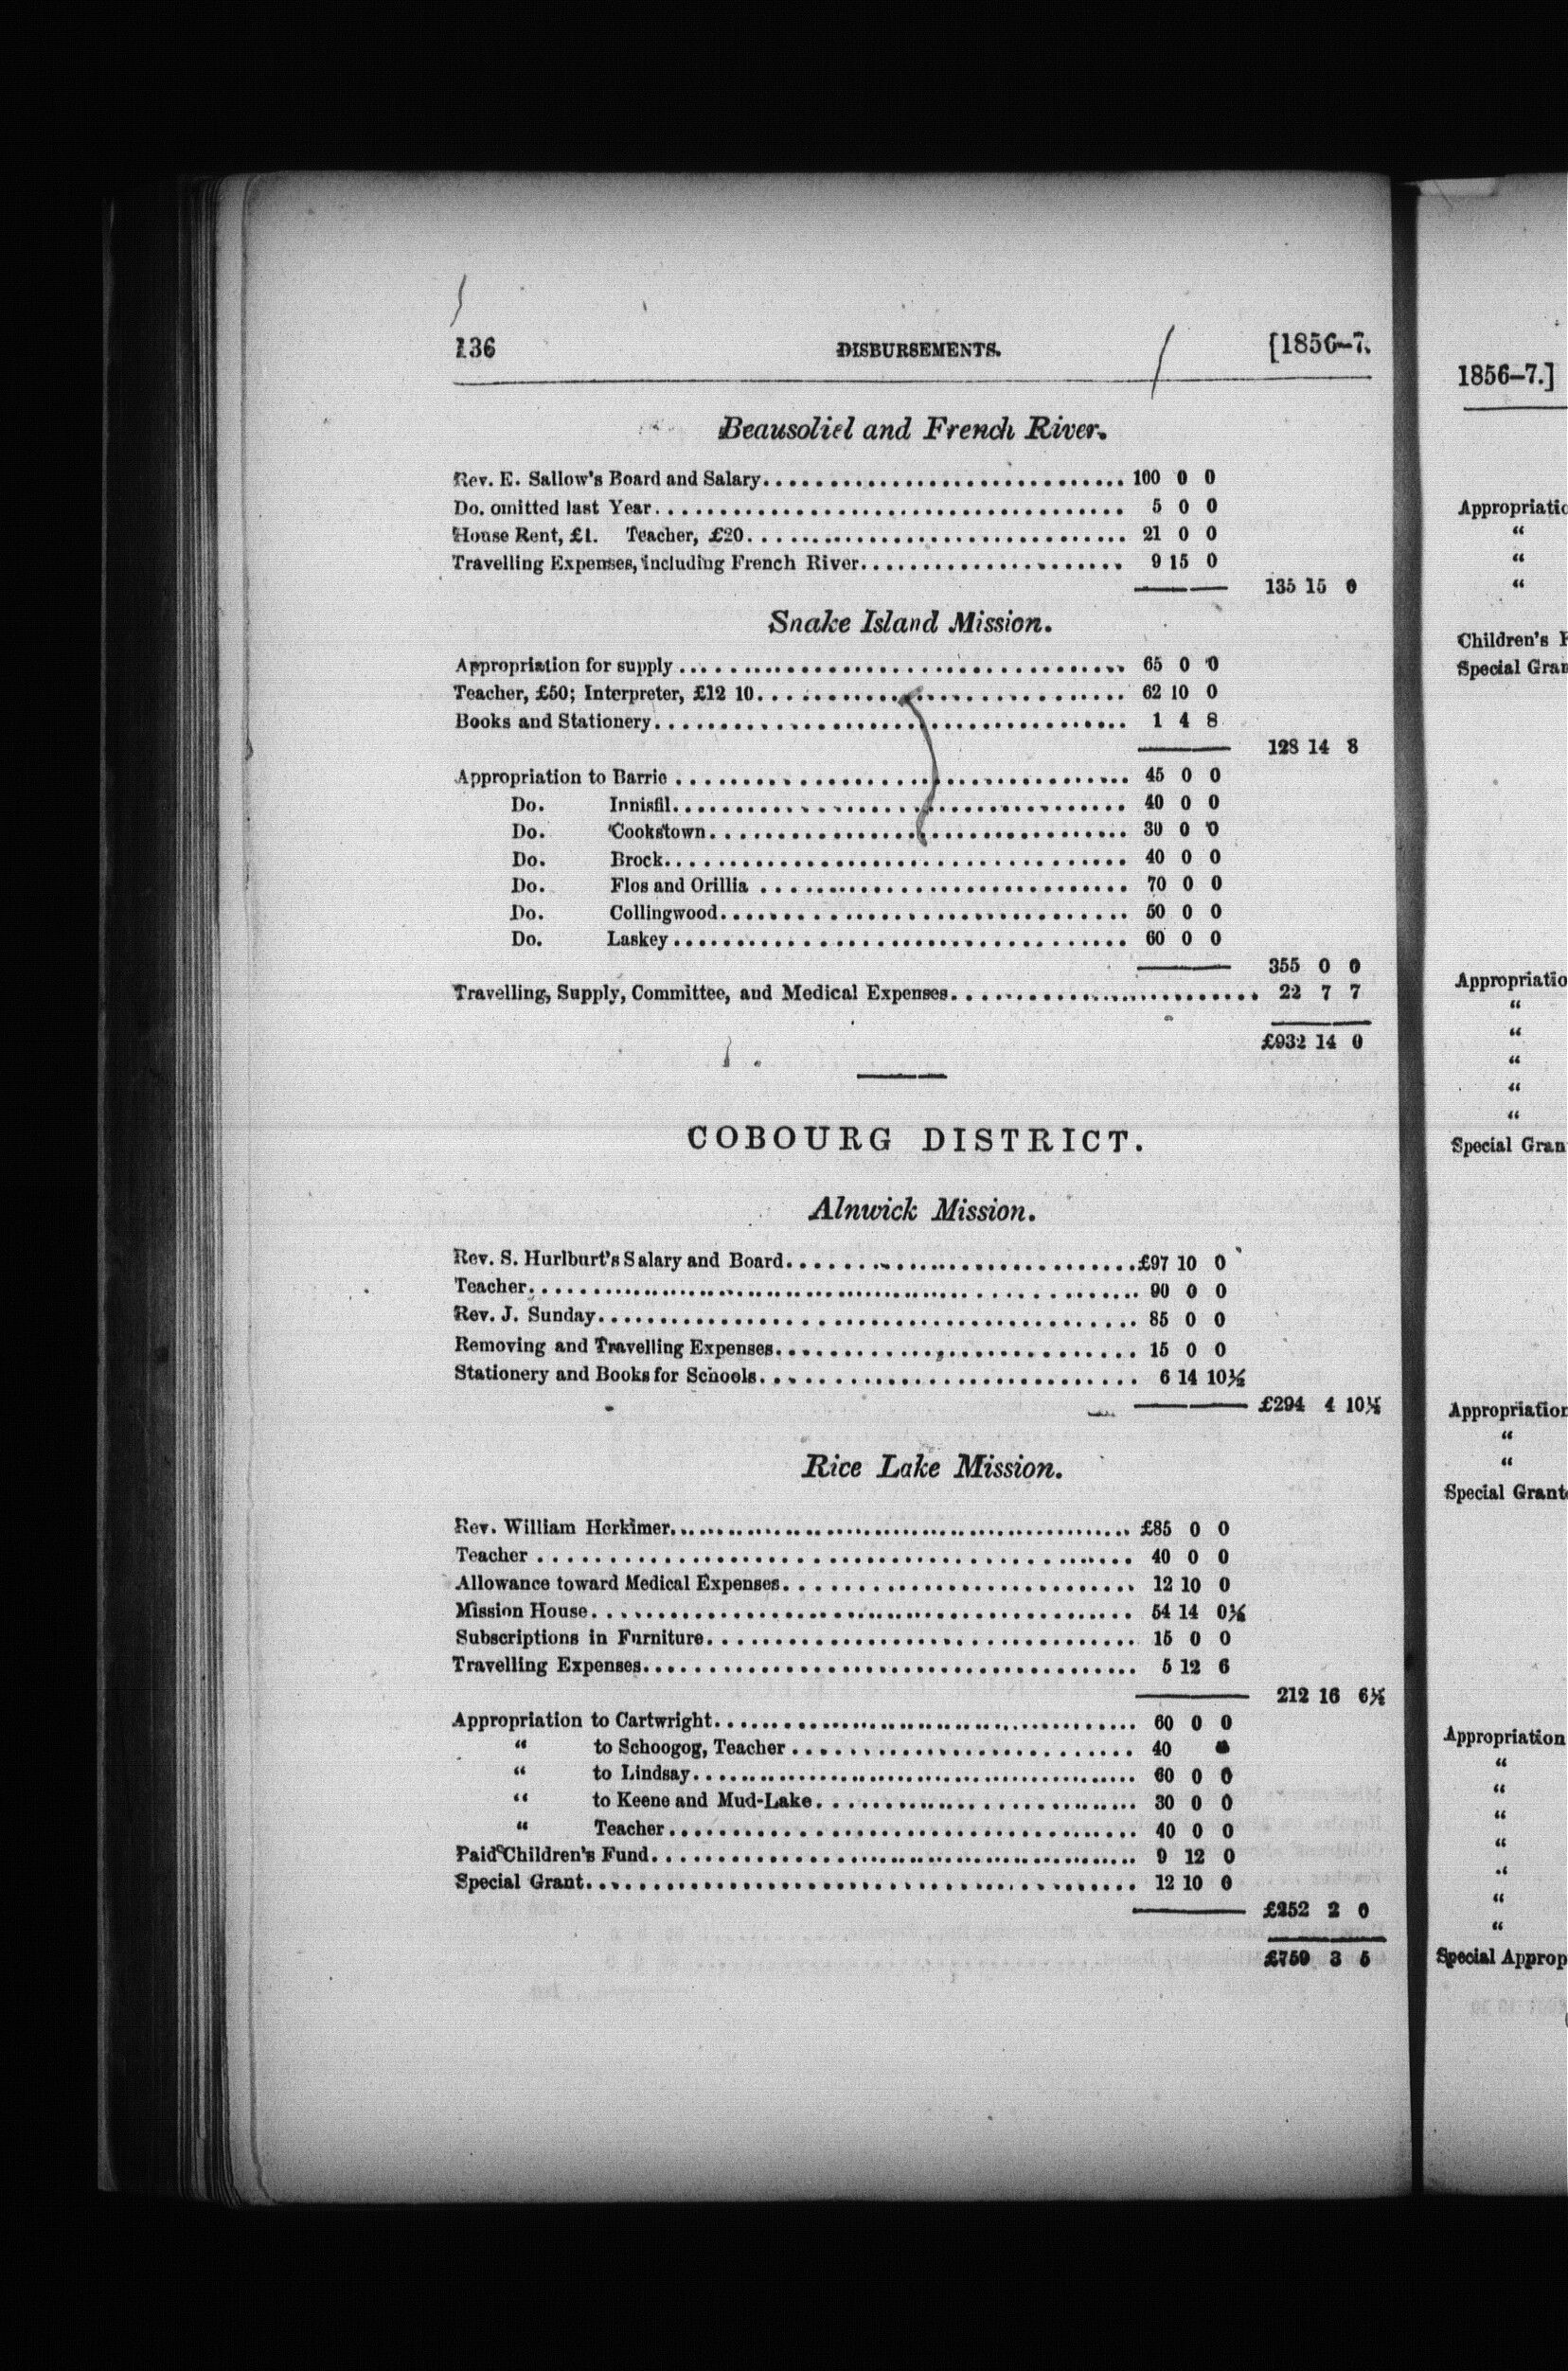 136 DISBURSEMENTS. [1856-7.
Beausoliel and French River.
Rev. E. Sallow's Board and Salary 100 0 0
Do. omitted last Year 5 0 0
House Rent, £1. Teacher, £20 21 0 0
Travelling Expenses, including French River 9 15 0
135 15 0
Snake Island Mission.
Appropriation for supply 65 0 0
Teacher, £50; Interpreter, £12 10 62 10 0
Books and Stationery 1 4 8
128 14 8
Appropriation to Barrie 45 0 0
Do. Innisfil 40 0 0
Do. Cookstown 30 0 0
Do. Brock 40 0 0
Do. Flos and Orillia 70 0 0
Do. Collingwood 50 0 0
Do. Laskey 60 0 0
355 0 0
Travelling, Supply, Committee, and Medical Expenses 22 7 7
£932 14 0
COBOURG DISTRICT.
Alnwick Mission.
Rev. S. Hurlburt's Salary and Board £97 10 0
Teacher 90 0 0
Rev. J. Sunday 85 0 0
Removing and Travelling Expenses 15 0 0
Stationery and Books for Schools 6 14 10½
£294 4 10½
Rice Lake Mission.
Rev. William Herkimer £85 0 0
Teacher 40 0 0
Allowance toward Medical Expenses 12 10 0
Mission House 54 14 0½
Subscriptions in Furniture 15 0 0
Travelling Expenses 5 12 6
212 16 6½
Appropriation to Cartwright 60 0 0
" to Schoogog, Teacher 40
" to Lindsay 60 0 0
" to Keene and Mud-Lake 30 0 0
" Teacher 40 0 0
Paid Children's Fund 9 12 0
Special Grant 12 10 0
£252 2 0
£759 3 5
1856-7.]
"
"
"
Children's
Special
"
"
"
"
"
Special
Appropriation
"
"
Special Grant
Appropriation
"
"
"
"
"
"
"
Special